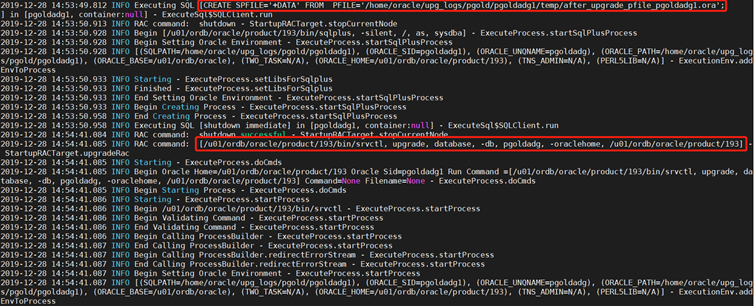 2019-12-28 14:53:49.812 INFO Executing SQL [CREATE SPFILE='+DATA' FROM  PFILE='/home/oracle/upg_logs/pgold/pgoldadg1/temp/after_upgrade_pfile_pgoldadg1.ora';
] in [pgoldadg1, container:null] - ExecuteSql$SQLClient.run
2019-12-28 14:53:50.913 INFO RAC command:  shutdown - StartupRACTarget.stopCurrentNode
2019-12-28 14:53:50.933 INFO Begin [/u01/ordb/oracle/product/193/bin/sqlplus, -silent, /, as, sysdba] - ExecuteProcess.startSqlPlusProcess
2019-12-28 14:53:50.933 INFO Begin Setting Oracle Environment - ExecuteProcess.startSqlPlusProcess
2019-12-28 14:53:50.933 INFO [(SQLPATH=/home/oracle/upg_logs/pgold/pgoldadg1), (ORACLE_SID=pgoldadg1), (ORACLE_UNQNAME=pgoldadg), (ORACLE_PATH=/home/oracle/upg_logs/pgold/pgoldadg1), (ORACLE_BASE=/u01/ordb/oracle), (TWO_TASK=N/A), (ORACLE_HOME=/u01/ordb/oracle/product/193), (TNS_ADMIN=N/A), (PERL5LIB=N/A)] - ExecutionEnv.addEnvToProcess
2019-12-28 14:53:50.933 INFO Starting - ExecuteProcess.setLibsForSqlplus
2019-12-28 14:53:50.933 INFO Finished - ExecuteProcess.setLibsForSqlplus
2019-12-28 14:53:50.933 INFO End Setting Oracle Environment - ExecuteProcess.startSqlPlusProcess
2019-12-28 14:53:50.933 INFO Begin Creating Process - ExecuteProcess.startSqlPlusProcess
2019-12-28 14:53:50.958 INFO End Creating Process - ExecuteProcess.startSqlPlusProcess
2019-12-28 14:53:50.958 INFO Executing SQL [shutdown immediate] in [pgoldadg1, container:null] - ExecuteSql$SQLClient.run
2019-12-28 14:54:41.084 INFO RAC command:  shutdown successful - StartupRACTarget.stopCurrentNode
2019-12-28 14:54:41.085 INFO RAC command:  [/u01/ordb/oracle/product/193/bin/srvctl, upgrade, database, -db, pgoldadg, -oraclehome, /u01/ordb/oracle/product/193] -
StartupRACTarget.upgradeRac
2019-12-28 14:54:41.085 INFO Starting - ExecuteProcess.doCmds
2019-12-28 14:54:41.085 INFO Begin Oracle Home=/u01/ordb/oracle/product/193 Oracle Sid=pgoldadg1 Run Command =[/u01/ordb/oracle/product/193/bin/srvctl, upgrade, database, -db, pgoldadg, -oraclehome, /u01/ordb/oracle/product/193] Command=None Filename=None - ExecuteProcess.doCmds
2019-12-28 14:54:41.086 INFO Begin Starting Process - ExecuteProcess.doCmds
2019-12-28 14:54:41.086 INFO Starting - ExecuteProcess.startProcess
2019-12-28 14:54:41.086 INFO Begin /u01/ordb/oracle/product/193/bin/srvctl - ExecuteProcess.startProcess
2019-12-28 14:54:41.086 INFO Begin Validating Command - ExecuteProcess.startProcess
2019-12-28 14:54:41.087 INFO End Validating Command - ExecuteProcess.startProcess
2019-12-28 14:54:41.087 INFO Begin Calling ProcessBuilder - ExecuteProcess.startProcess
2019-12-28 14:54:41.087 INFO End Calling ProcessBuilder - ExecuteProcess.startProcess
2019-12-28 14:54:41.087 INFO Begin Calling ProcessBuilder.redirectErrorStream - ExecuteProcess.startProcess
2019-12-28 14:54:41.087 INFO End Calling ProcessBuilder.redirectErrorStream - ExecuteProcess.startProcess
2019-12-28 14:54:41.087 INFO Begin Setting Oracle Environment - ExecuteProcess.startProcess
2019-12-28 14:54:41.087 INFO [(SQLPATH=/home/oracle/upg_logs/pgold/pgoldadg1), (ORACLE_SID=pgoldadg1), (ORACLE_UNQNAME=pgoldadg), (ORACLE_PATH=/home/oracle/upg_logs/pgold/pgoldadg1), (ORACLE_BASE=/u01/ordb/oracle), (TWO_TASK=N/A), (ORACLE_HOME=/u01/ordb/oracle/product/193), (TNS_ADMIN=N/A), (PERL5LIB=N/A)] - ExecutionEnv.addEnvToProcess